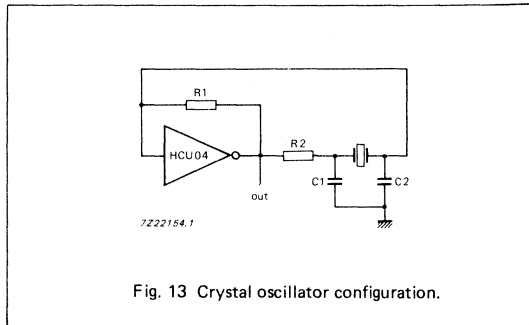 R1
HCU04
R2
C1
C2
out
7Z22154.1
Fig. 13 Crystal oscillator configuration.